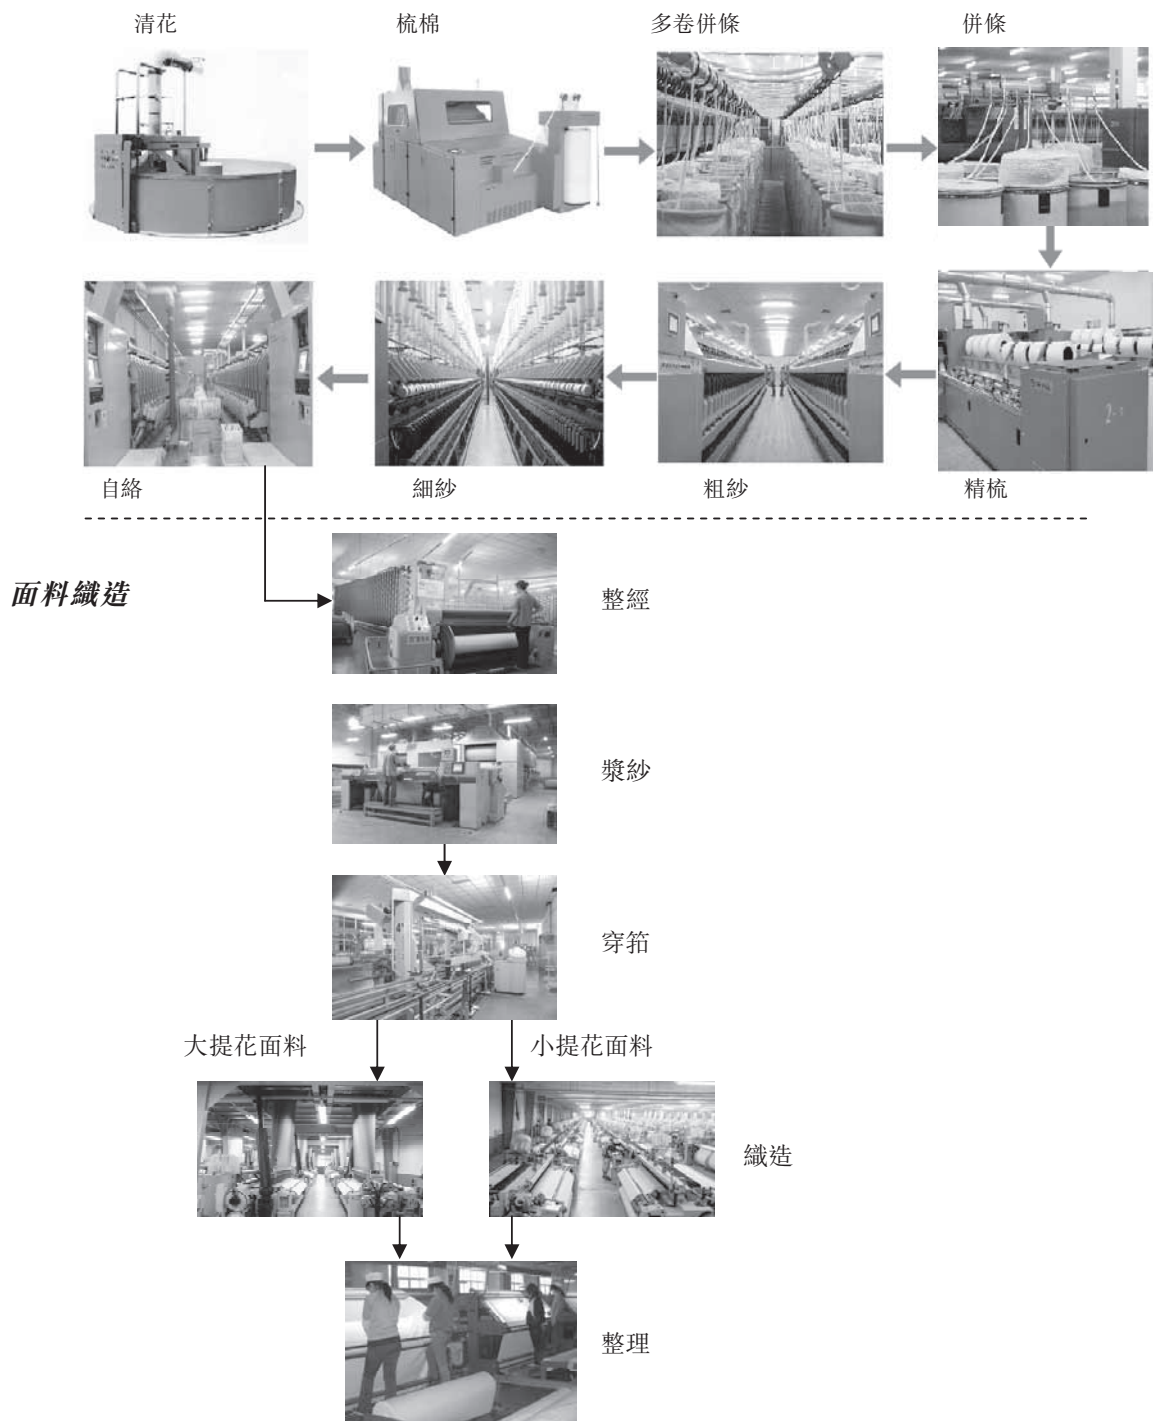 清花 梳棉 多卷併條 併條
自絡 細紗 粗紗 精梳
面料織造
整經
漿紗
穿筘
大提花面料 小提花面料
織造
整理